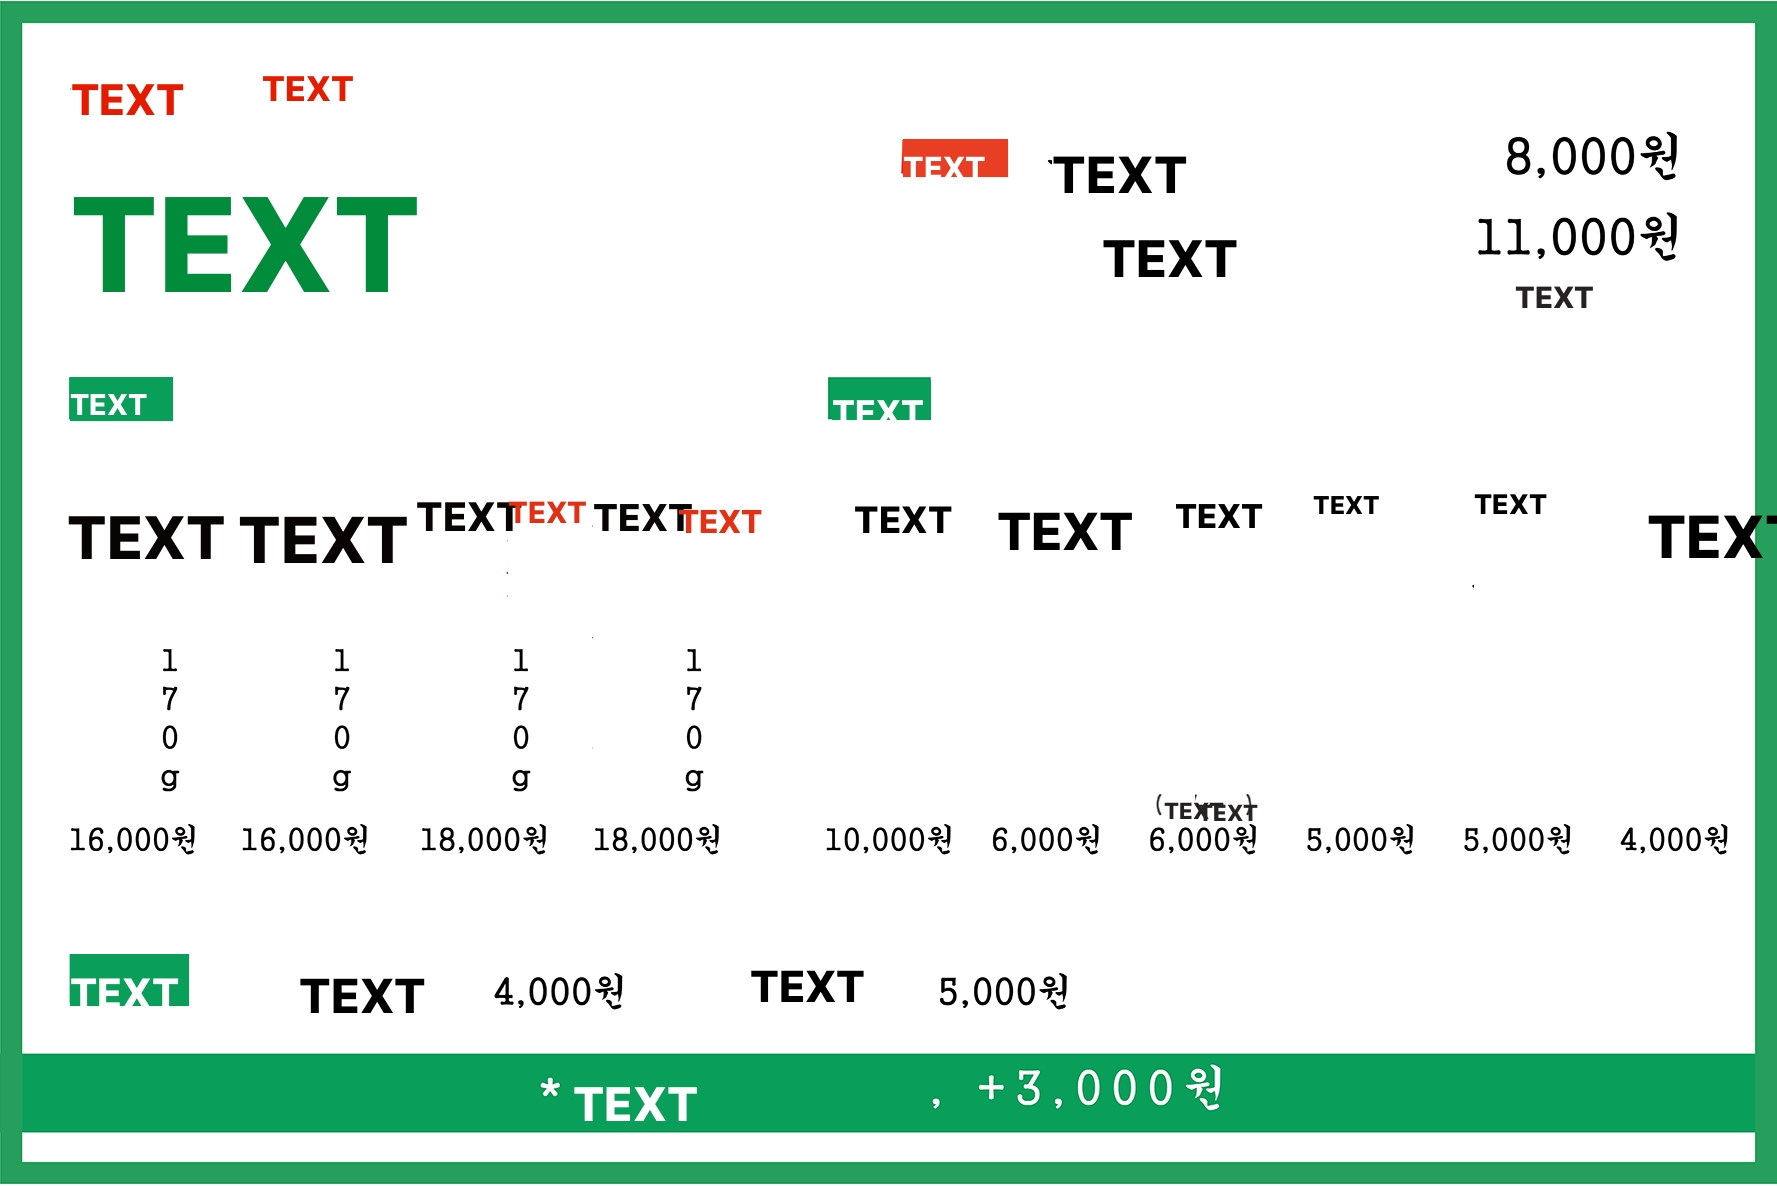 TEXT TEXT
TEXT TEXT 8,000원
TEXT
TEXT 11,000원
TEXT
TEXT TEXT
TEXT TEXT TEXT TEXT TEXT TEXT TEXT TEXT TEXT TEXT TEXT TEXT
170g 170g 170g 170g
(TEXT TEXT)
16,000원 16,000원 18,000원 18,000원 10,000원 6,000원 6,000원 5,000원 5,000원 4,000원
TEXT TEXT 4,000원 TEXT 5,000원
* TEXT , +3,000원